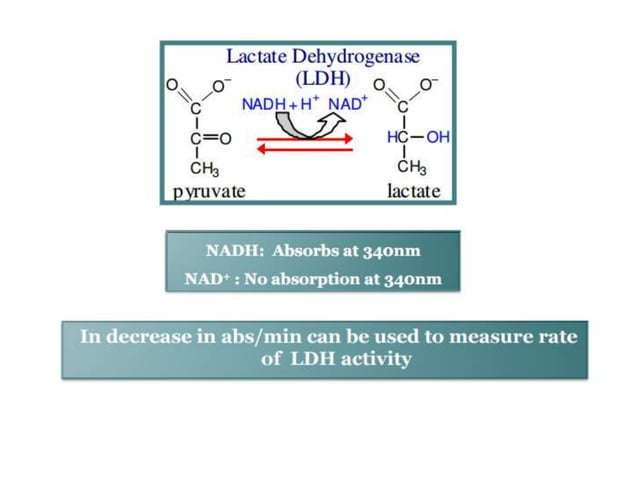 Lactate Dehydrogenase
(LDH)
O O⁻ O O⁻
NADH + H⁺ NAD⁺
C C
C=O HC–OH
CH₃ CH₃
pyruvate lactate
NADH: Absorbs at 340nm
NAD⁺ : No absorption at 340nm
In decrease in abs/min can be used to measure rate
of LDH activity